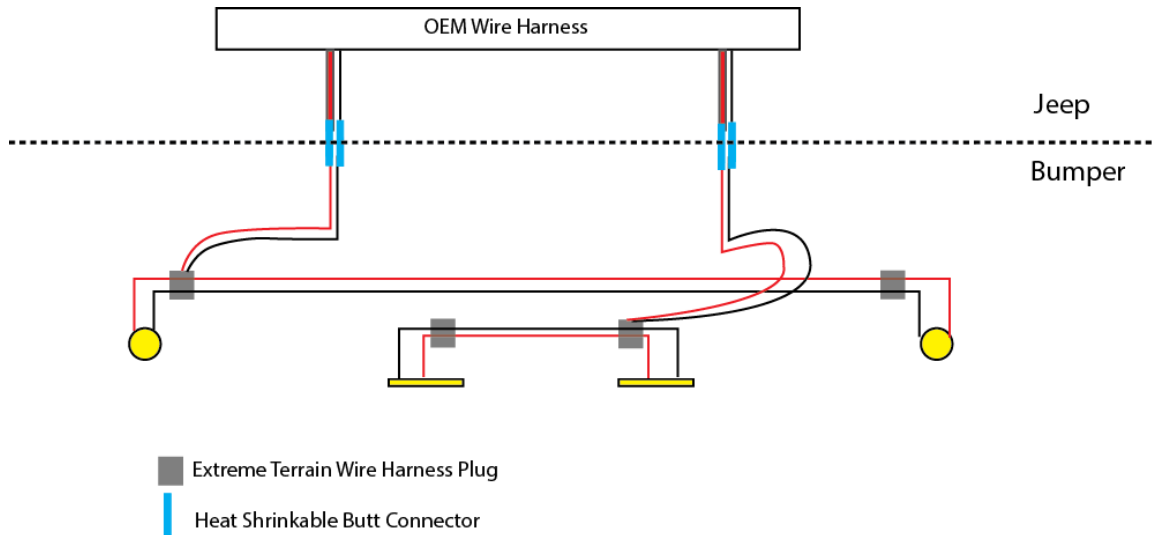 OEM Wire Harness
Jeep
Bumper
Extreme Terrain Wire Harness Plug
Heat Shrinkable Butt Connector